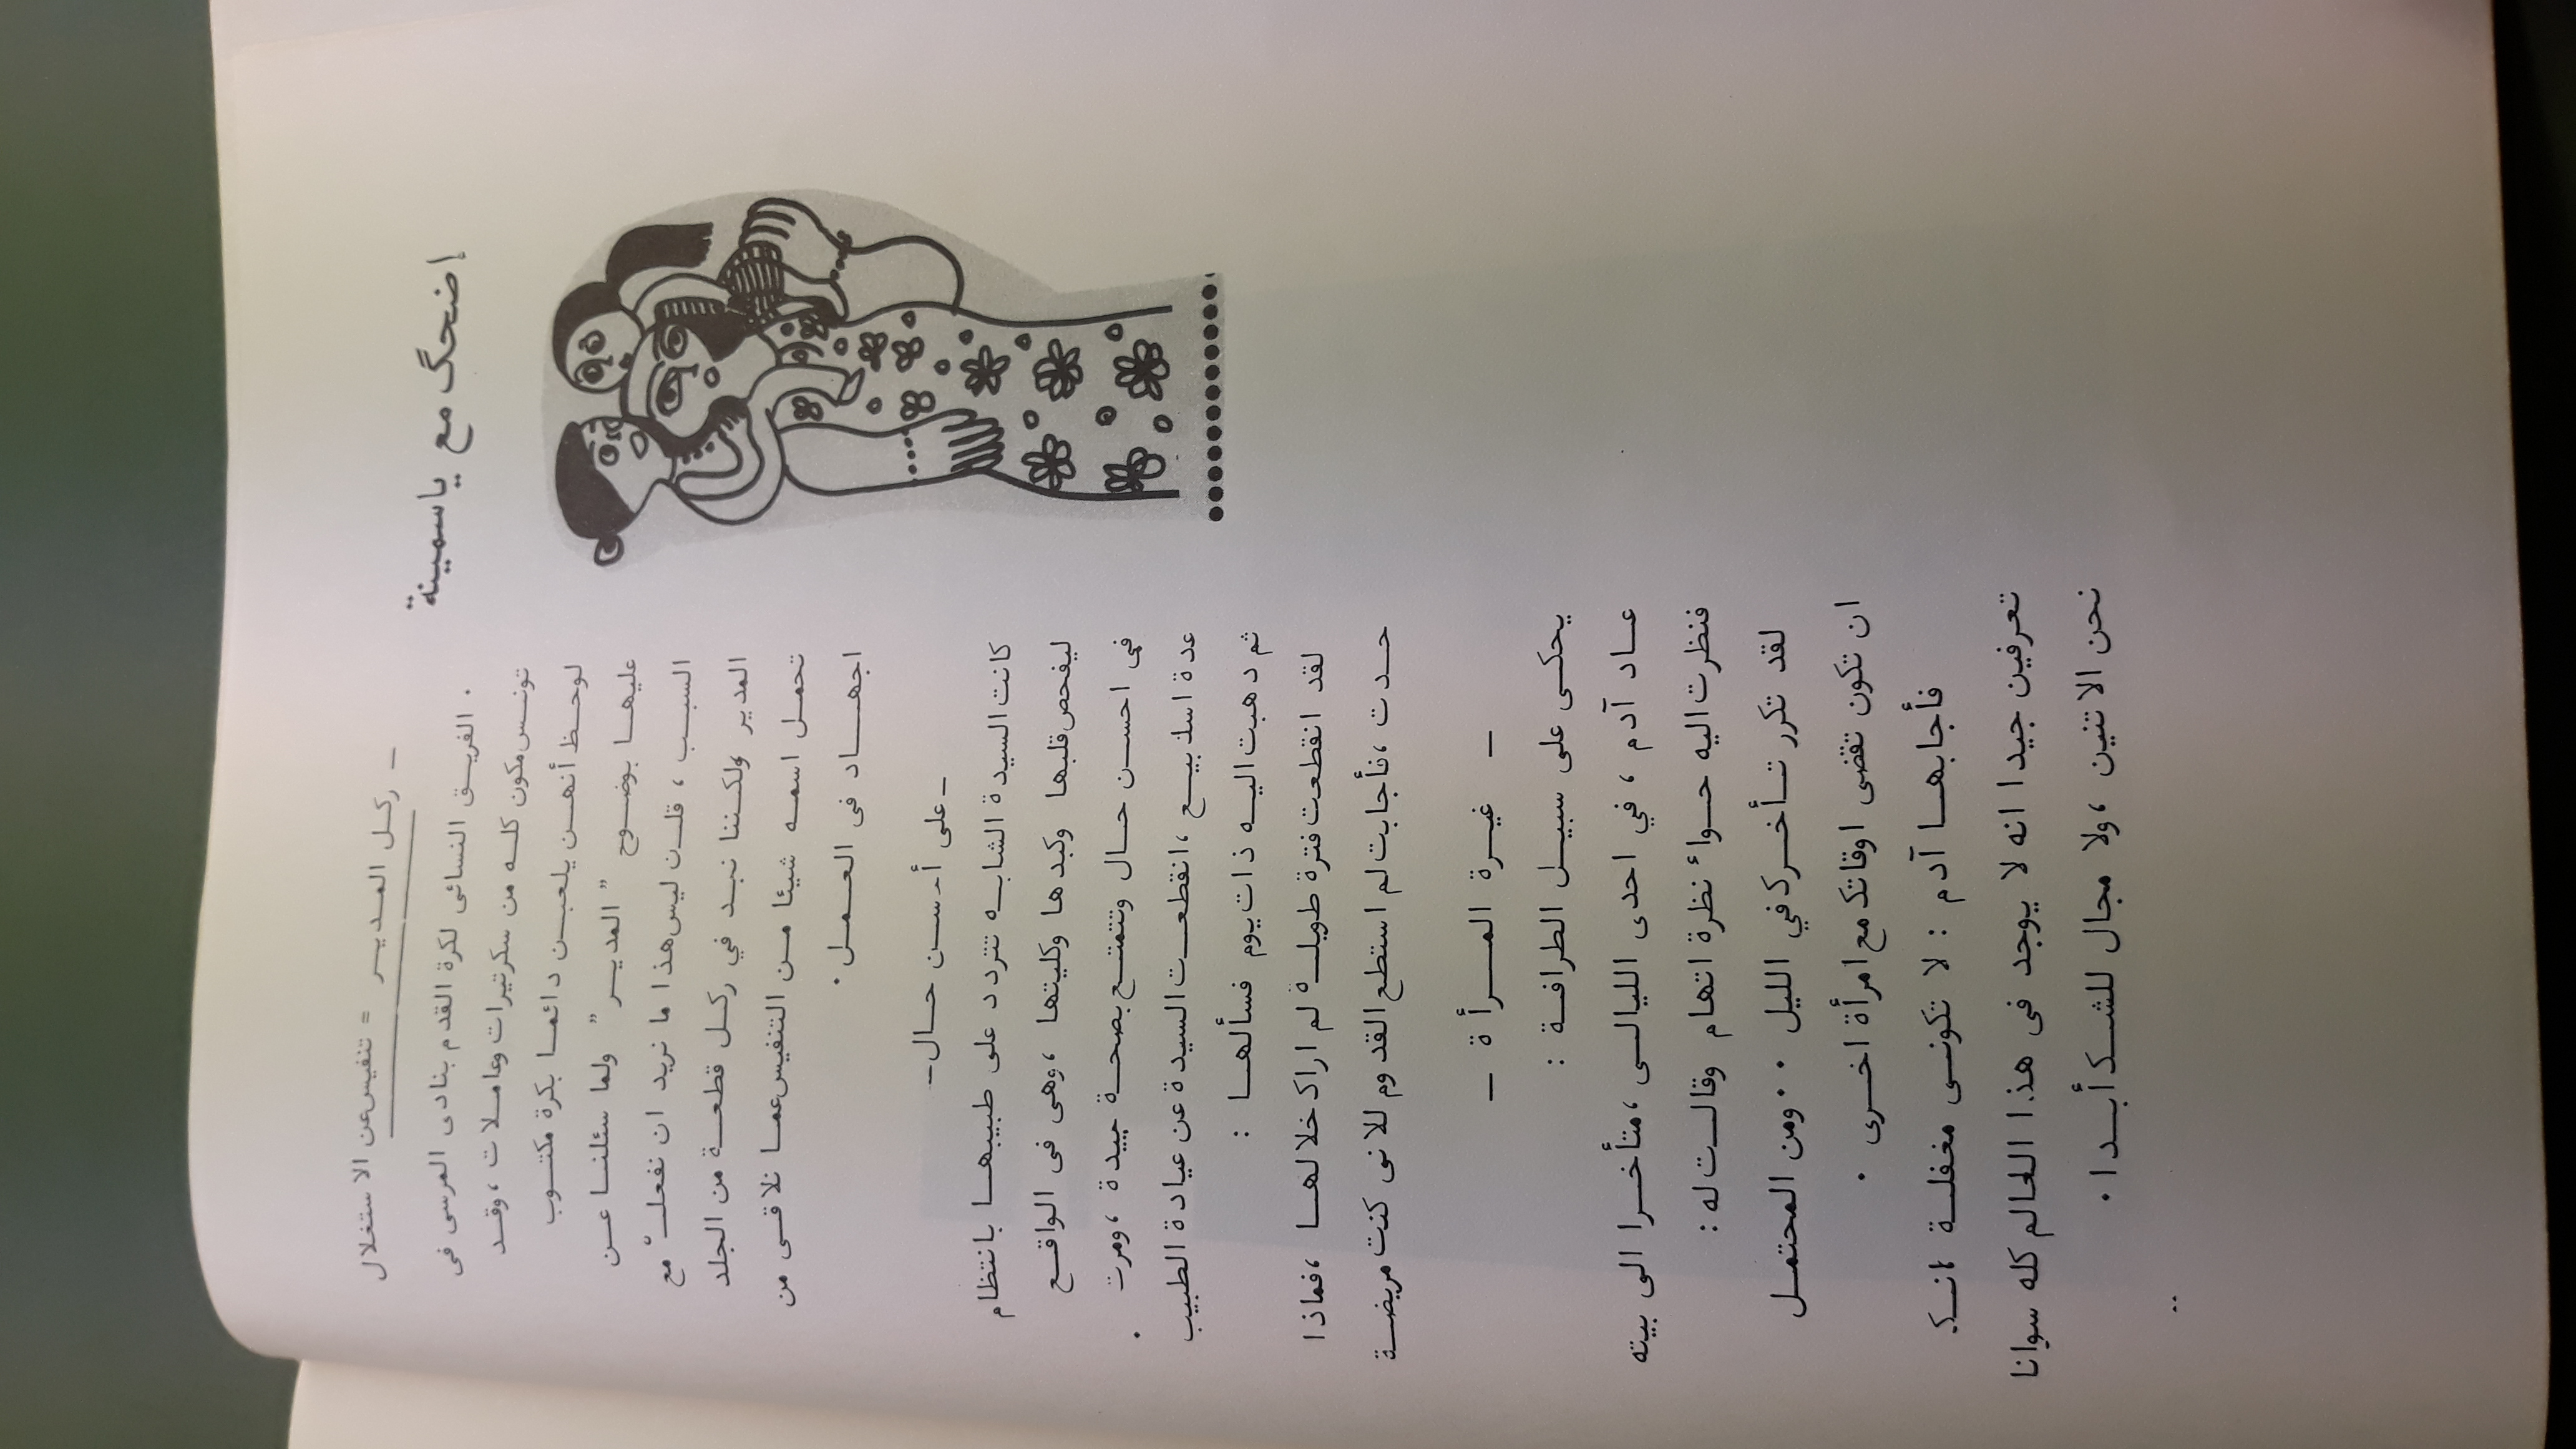 إضحك مع ياسمينة
ـ ركل المدير = تنفيس عن الاستغلال
. الفريق النسائى لكرة القدم بنادى المرسى فى
تونس مكون كله من سكرتيرات وعاملات ، وقد
لوحظ أنهن يلعبن دائما بكرة مكتوب
عليها بوضوح " المدير " ولما سئلنا عن
السبب ، قلن ليس هذا ما نريد ان نفعله مع
المدير ولكننا نبد في ركل قطعة من الجلد
تحمل اسمه شيئا من التنفيس عما نلاقى من
اجهاد فى العمل .
ـ على أحسن حال ـ
كانت السيدة الشابه تتردد على طبيبها بانتظام
ليفحص قلبها وكبدها وكليتها ، وهى فى الواقع
فى احسن حال وتتمتع بصحة جيدة ، ومرت
عدة اسابيع ، انقطعت السيدة عن عيادة الطبيب
ثم دهبت اليه ذات يوم فسألها :
لقد انقطعت فترة طويلة لم اراك خلالها ، فماذا
حدت ، فأجابت لم استطع القدوم للانى كنت مريضة
ـ غيرة المرأة ـ
يحكى على سبيل الطرافة :
عاد آدم ، في احدى الليالى ، متأخرا الى بيته
فنظرت اليه حواء نظرة اتهام وقالت له :
لقد تكرر تأخرك في الليل . . ومن المحتمل
ان تكون تقضى اوقاتك مع امرأة اخرى .
فأجابها آدم : لا تكونى مغفلة انك
تعرفين جيدا انه لا يوجد فى هذا العالم كله سوانا
نحن الاتنين ، ولا مجال للشك أبدا .